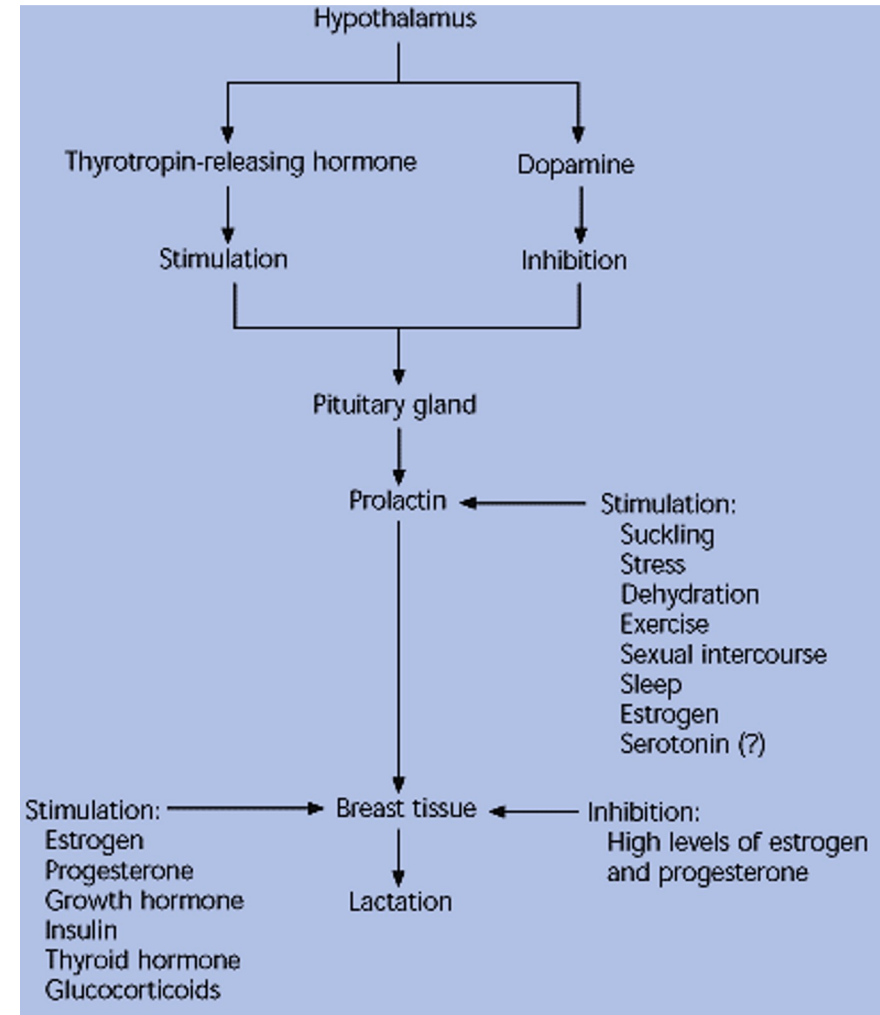 Hypothalamus
Thyrotropin-releasing hormone
Dopamine
Stimulation
Inhibition
Pituitary gland
Prolactin
Stimulation:
Suckling
Stress
Dehydration
Exercise
Sexual intercourse
Sleep
Estrogen
Serotonin (?)
Stimulation:
Estrogen
Progesterone
Growth hormone
Insulin
Thyroid hormone
Glucocorticoids
Breast tissue
Inhibition:
High levels of estrogen
and progesterone
Lactation